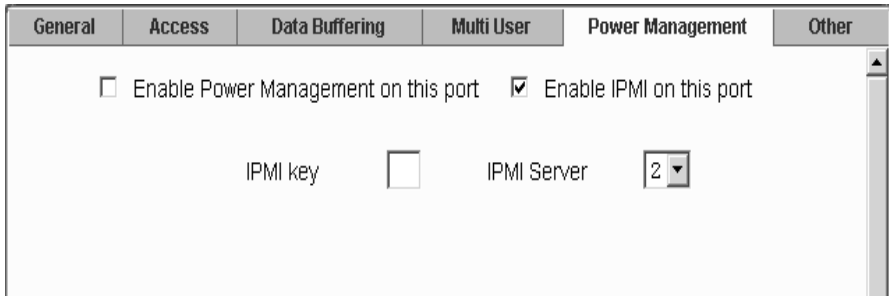 General Access Data Buffering Multi User Power Management Other
Enable Power Management on this port Enable IPMI on this port
IPMI key IPMI Server 2